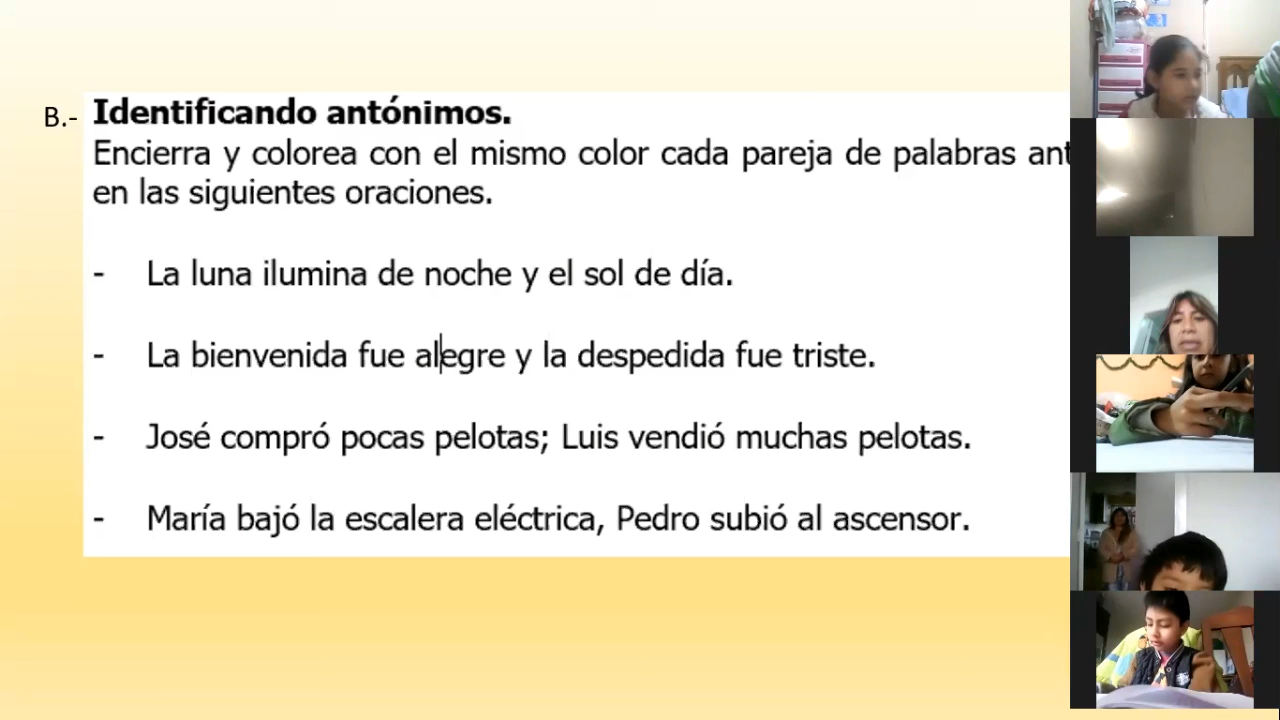 B.- Identificando antónimos.
Encierra y colorea con el mismo color cada pareja de palabras
en las siguientes oraciones.
- La luna ilumina de noche y el sol de día.
- La bienvenida fue alegre y la despedida fue triste.
- José compró pocas pelotas; Luis vendió muchas pelotas.
- María bajó la escalera eléctrica, Pedro subió al ascensor.